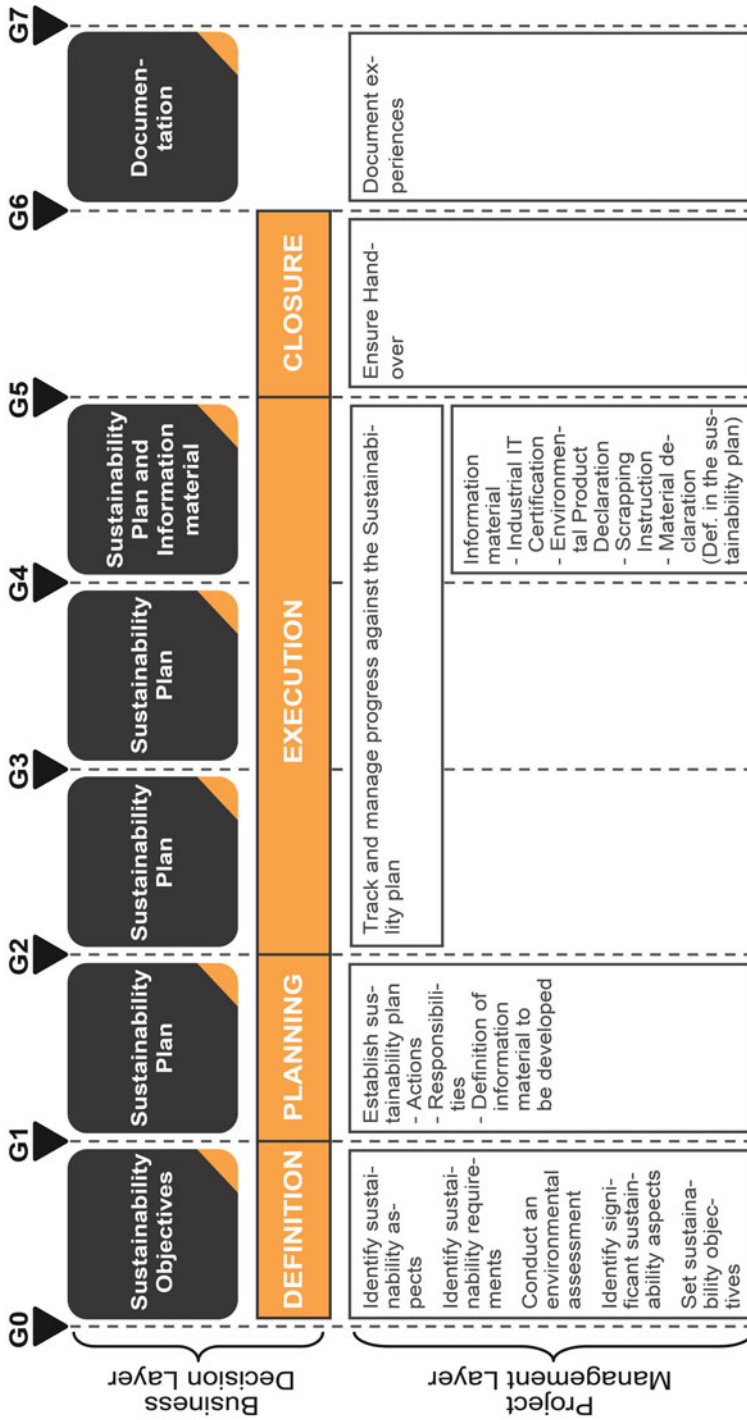 G0
G1
G2
G3
G4
G5
G6
G7
Business
Decision Layer
Sustainability
Objectives
Sustainability
Plan
Sustainability
Plan
Sustainability
Plan
Sustainability
Plan and
Information
material
Documen-
tation
DEFINITION
PLANNING
EXECUTION
CLOSURE
Project
Management Layer
Identify sustai-
nability as-
pects
Identify sustai-
nability require-
ments
Conduct an
environmental
assessment
Identify signi-
ficant sustain-
ability aspects
Set sustaina-
bility objec-
tives
Establish sus-
tainability plan
- Actions
- Responsibili-
ties
- Definition of
information
material to
be developed
Track and manage progress against the Sustainabi-
lity plan
Information
material
- Industrial IT
Certification
- Environmen-
tal Product
Declaration
- Scrapping
Instruction
- Material de-
claration
(Def. in the sus-
tainability plan)
Ensure Hand-
over
Document ex-
periences